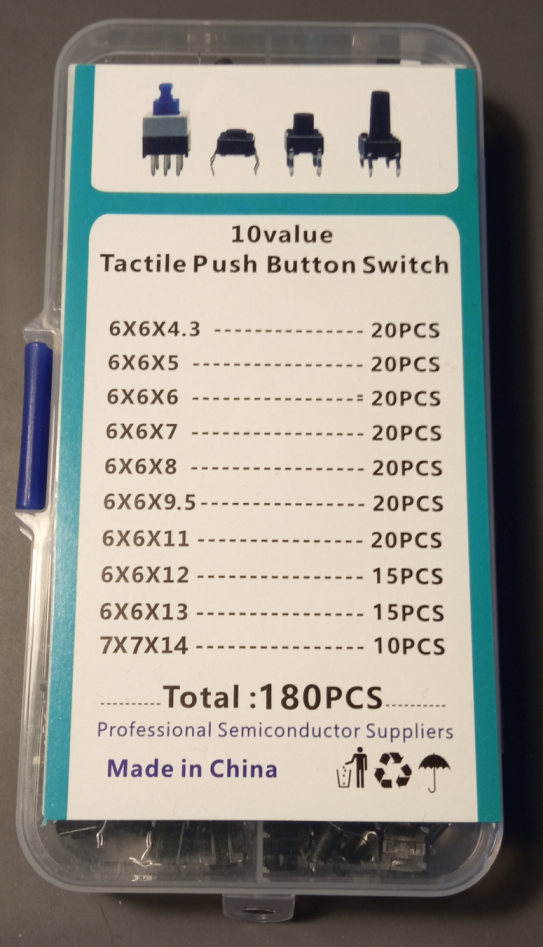 10value
Tactile Push Button Switch
6X6X4.3 --------------- 20PCS
6X6X5 ----------------- 20PCS
6X6X6 ----------------- 20PCS
6X6X7 ----------------- 20PCS
6X6X8 ----------------- 20PCS
6X6X9.5----------------- 20PCS
6X6X11 ----------------- 20PCS
6X6X12 ----------------- 15PCS
6X6X13 ----------------- 15PCS
7X7X14 ----------------- 10PCS
Total :180PCS
Professional Semiconductor Suppliers
Made in China